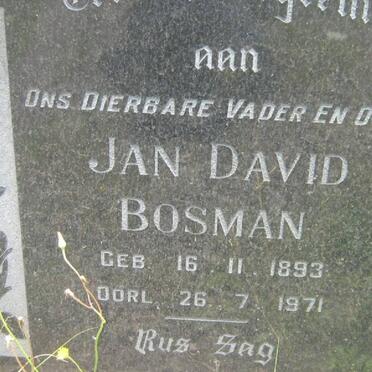 aan
ONS DIERBARE VADER EN
JAN DAVID
BOSMAN
GEB 16 11 1893
OORL 26 7 1971
Rus Sag